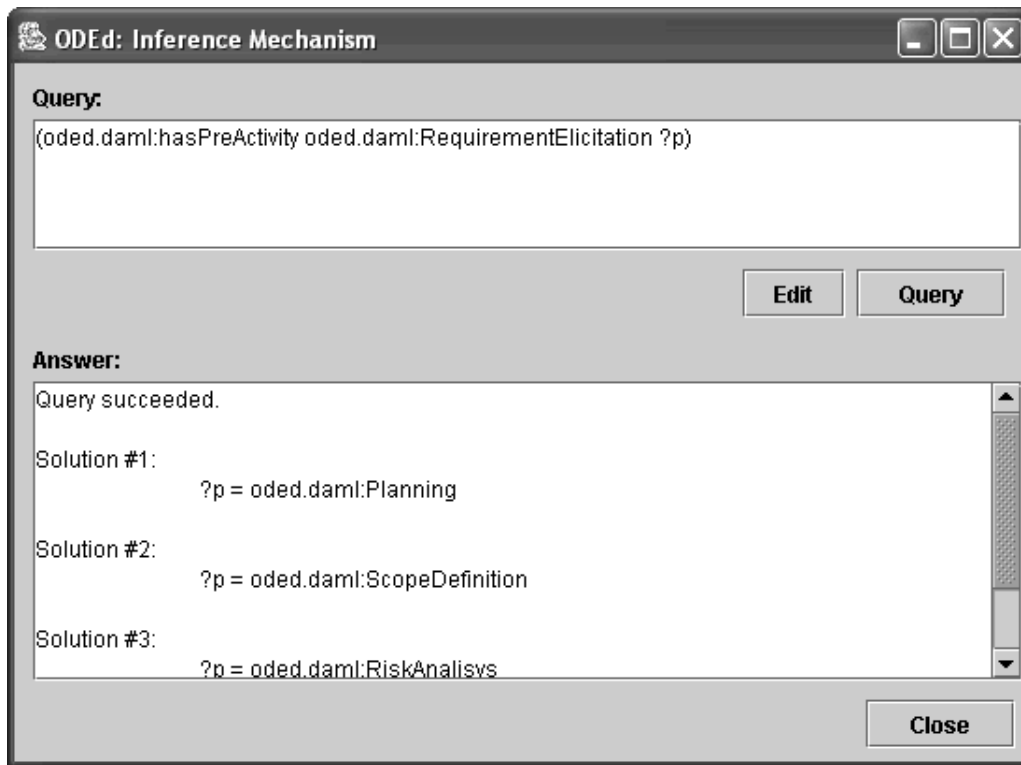 ODEd: Inference Mechanism
Query:
(oded.daml:hasPreActivity oded.daml:RequirementElicitation ?p)
Edit
Query
Answer:
Query succeeded.
Solution #1:
?p = oded.daml:Planning
Solution #2:
?p = oded.daml:ScopeDefinition
Solution #3:
?p = oded.daml:RiskAnalisys
Close